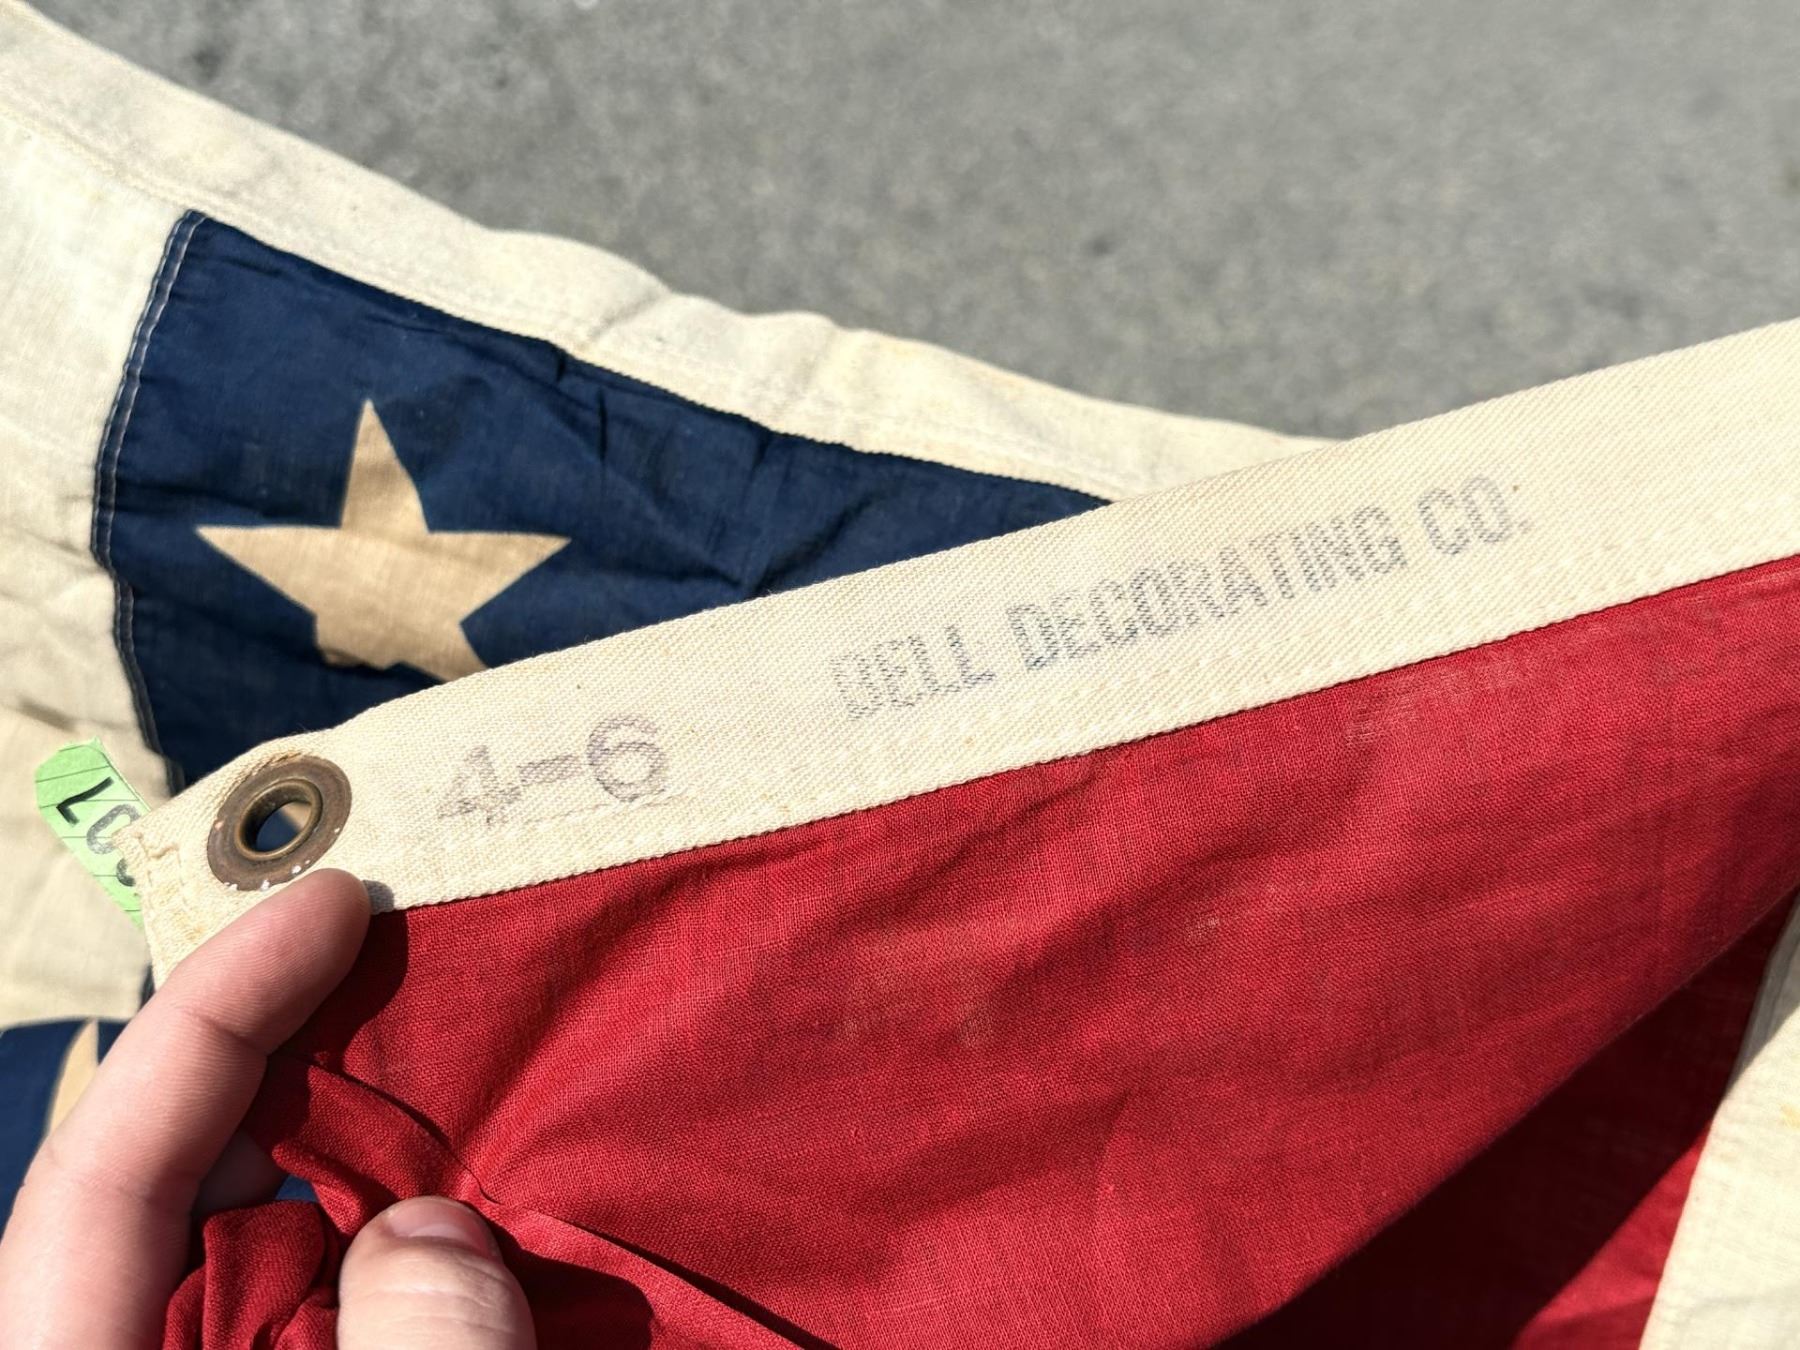 4-6 DELL DECORATING CO.